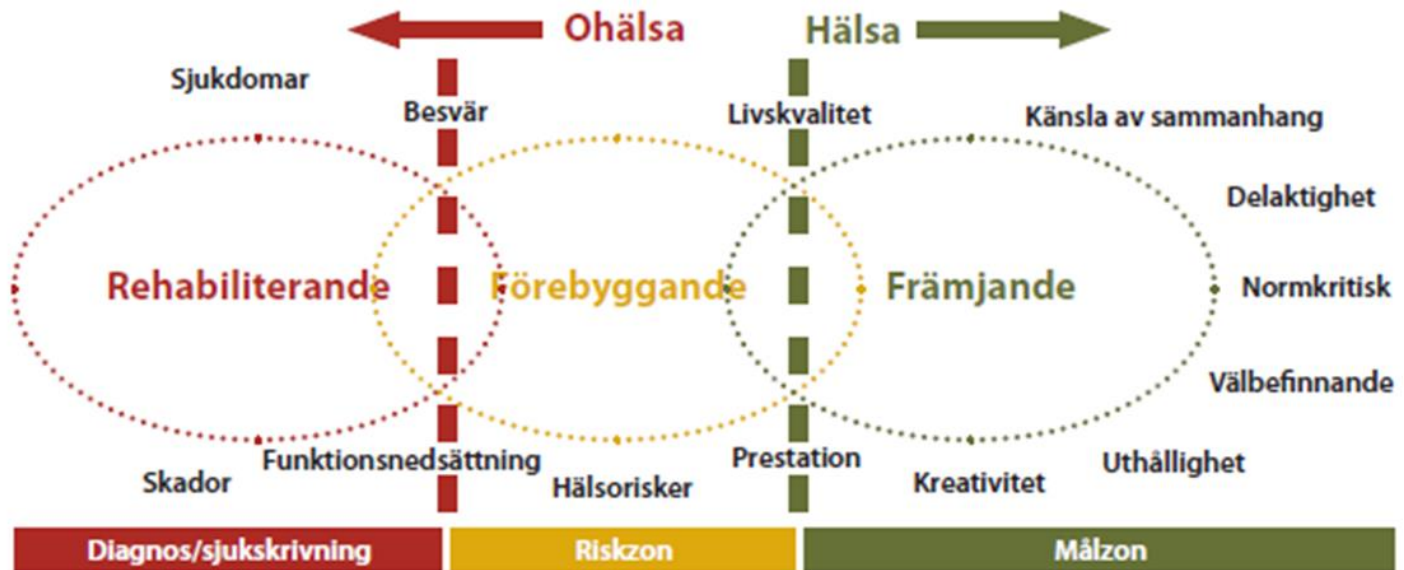 Ohälsa
Hälsa
Sjukdomar
Besvär
Livskvalitet
Känsla av sammanhang
Delaktighet
Rehabiliterande
Förebyggande
Främjande
Normkritisk
Välbefinnande
Funktionsnedsättning
Prestation
Uthållighet
Skador
Hälsorisker
Kreativitet
Diagnos/sjukskrivning
Riskzon
Målzon